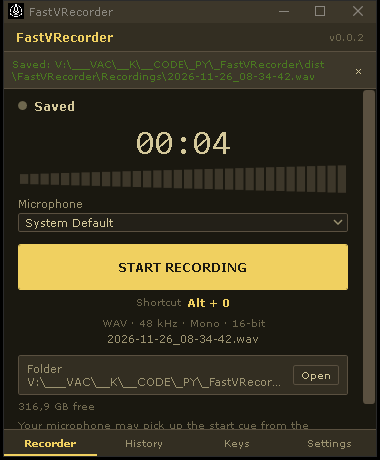 FastVRecorder
FastVRecorder v0.0.2
Saved: V:\___VAC\__K\__CODE\_PY\_FastVRecorder\dist
\FastVRecorder\Recordings\2026-11-26_08-34-42.wav
×
Saved
00:04
Microphone
System Default
START RECORDING
Shortcut Alt + 0
WAV · 48 kHz · Mono · 16-bit
2026-11-26_08-34-42.wav
Folder
V:\___VAC\__K\__CODE\_PY\_FastVRecor...
Open
316,9 GB free
Your microphone may pick up the start cue from the
Recorder History Keys Settings